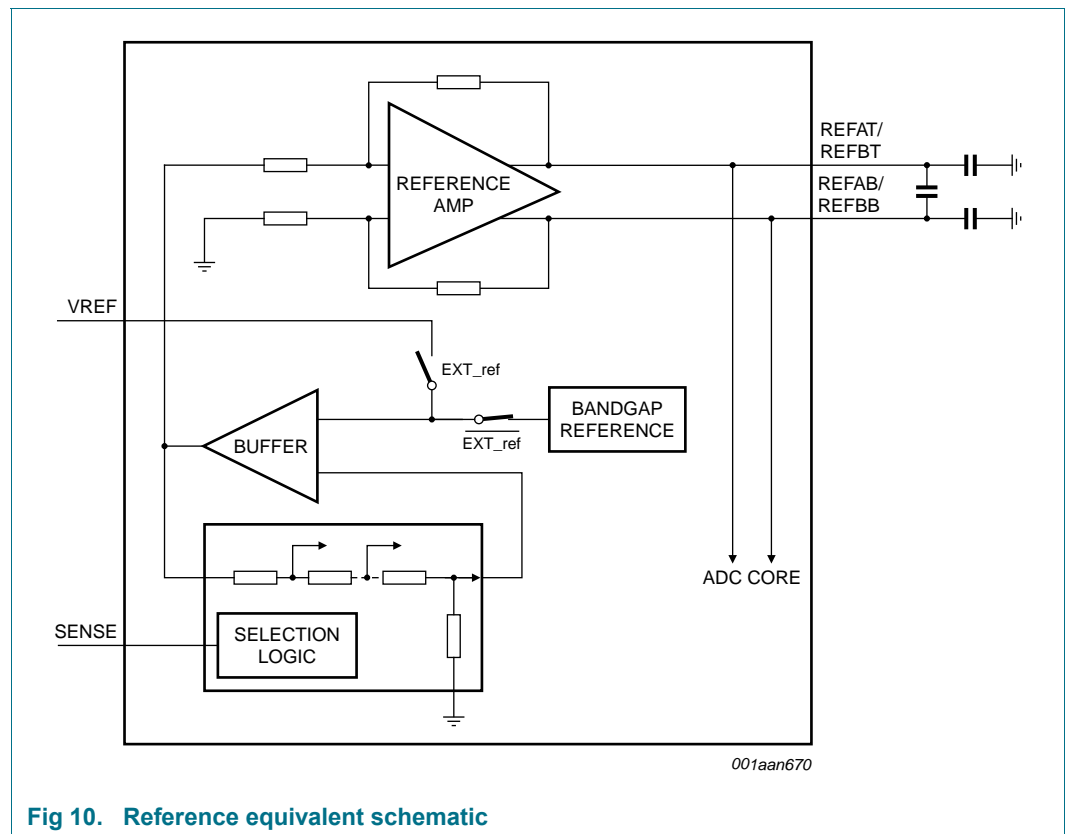 REFAT/
REFBT
REFERENCE
AMP
REFAB/
REFBB
VREF
EXT_ref
BANDGAP
REFERENCE
EXT_ref
BUFFER
ADC CORE
SENSE
SELECTION
LOGIC
001aan670
Fig 10. Reference equivalent schematic